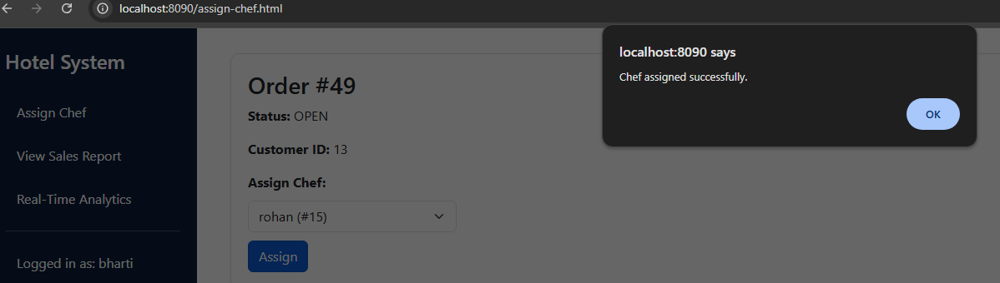 localhost:8090/assign-chef.html
Hotel System
Assign Chef
View Sales Report
Real-Time Analytics
Logged in as: bharti
Order #49
Status: OPEN
Customer ID: 13
Assign Chef:
rohan (#15)
Assign
localhost:8090 says
Chef assigned successfully.
OK